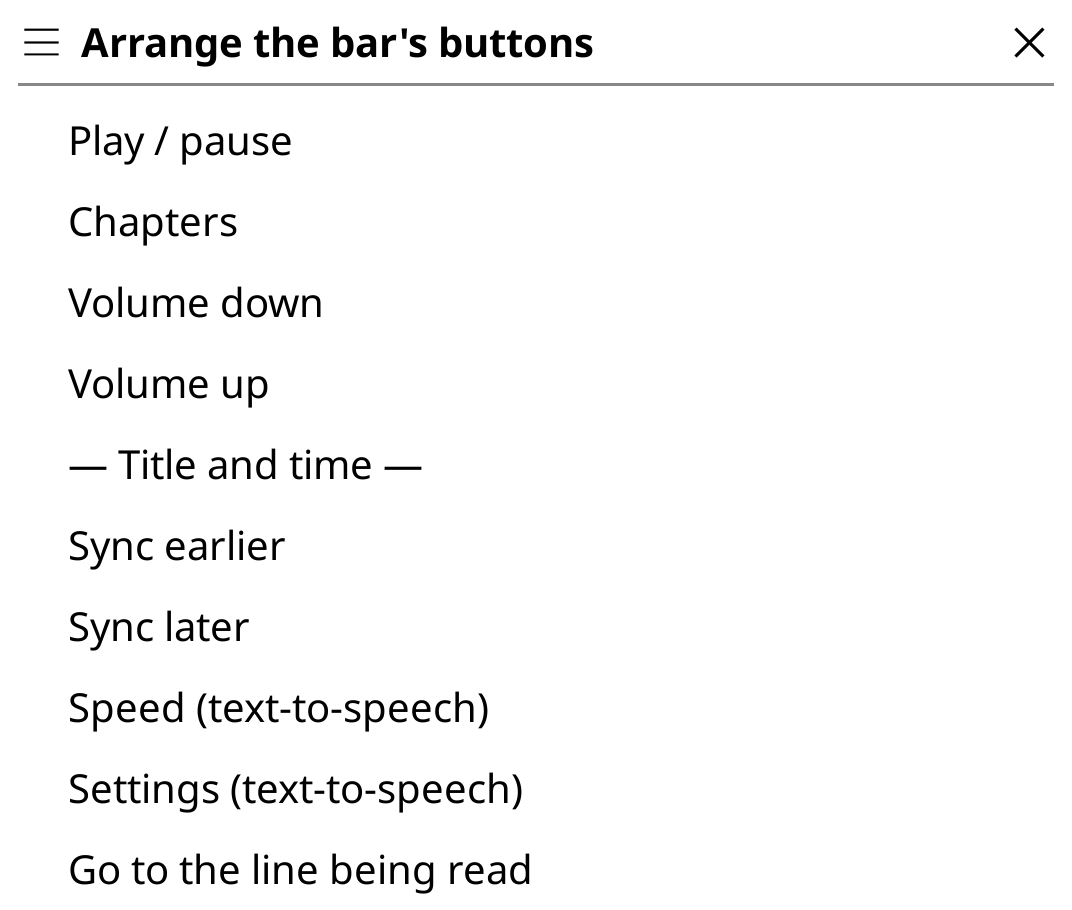 Arrange the bar's buttons
Play / pause
Chapters
Volume down
Volume up
— Title and time —
Sync earlier
Sync later
Speed (text-to-speech)
Settings (text-to-speech)
Go to the line being read